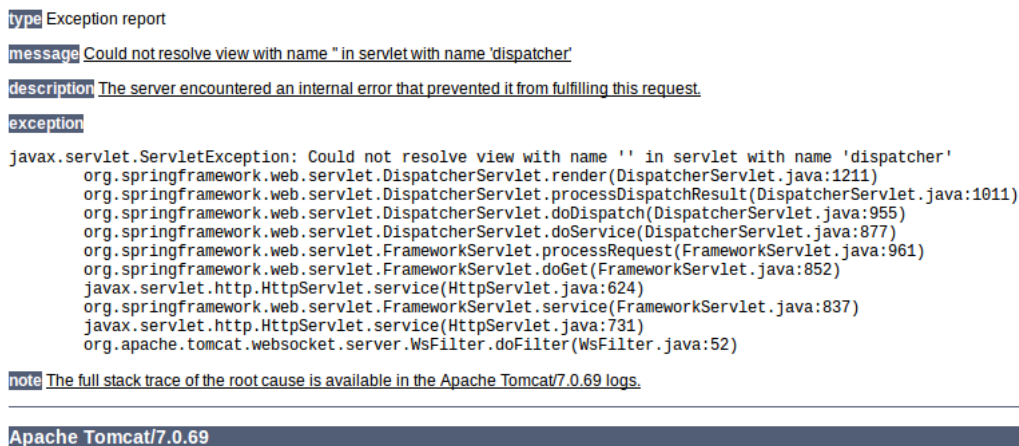 type Exception report
message Could not resolve view with name '' in servlet with name 'dispatcher'
description The server encountered an internal error that prevented it from fulfilling this request.
exception
javax.servlet.ServletException: Could not resolve view with name '' in servlet with name 'dispatcher'
org.springframework.web.servlet.DispatcherServlet.render(DispatcherServlet.java:1211)
org.springframework.web.servlet.DispatcherServlet.processDispatchResult(DispatcherServlet.java:1011)
org.springframework.web.servlet.DispatcherServlet.doDispatch(DispatcherServlet.java:955)
org.springframework.web.servlet.DispatcherServlet.doService(DispatcherServlet.java:877)
org.springframework.web.servlet.FrameworkServlet.processRequest(FrameworkServlet.java:961)
org.springframework.web.servlet.FrameworkServlet.doGet(FrameworkServlet.java:852)
javax.servlet.http.HttpServlet.service(HttpServlet.java:624)
org.springframework.web.servlet.FrameworkServlet.service(FrameworkServlet.java:837)
javax.servlet.http.HttpServlet.service(HttpServlet.java:731)
org.apache.tomcat.websocket.server.WsFilter.doFilter(WsFilter.java:52)
note The full stack trace of the root cause is available in the Apache Tomcat/7.0.69 logs.
Apache Tomcat/7.0.69